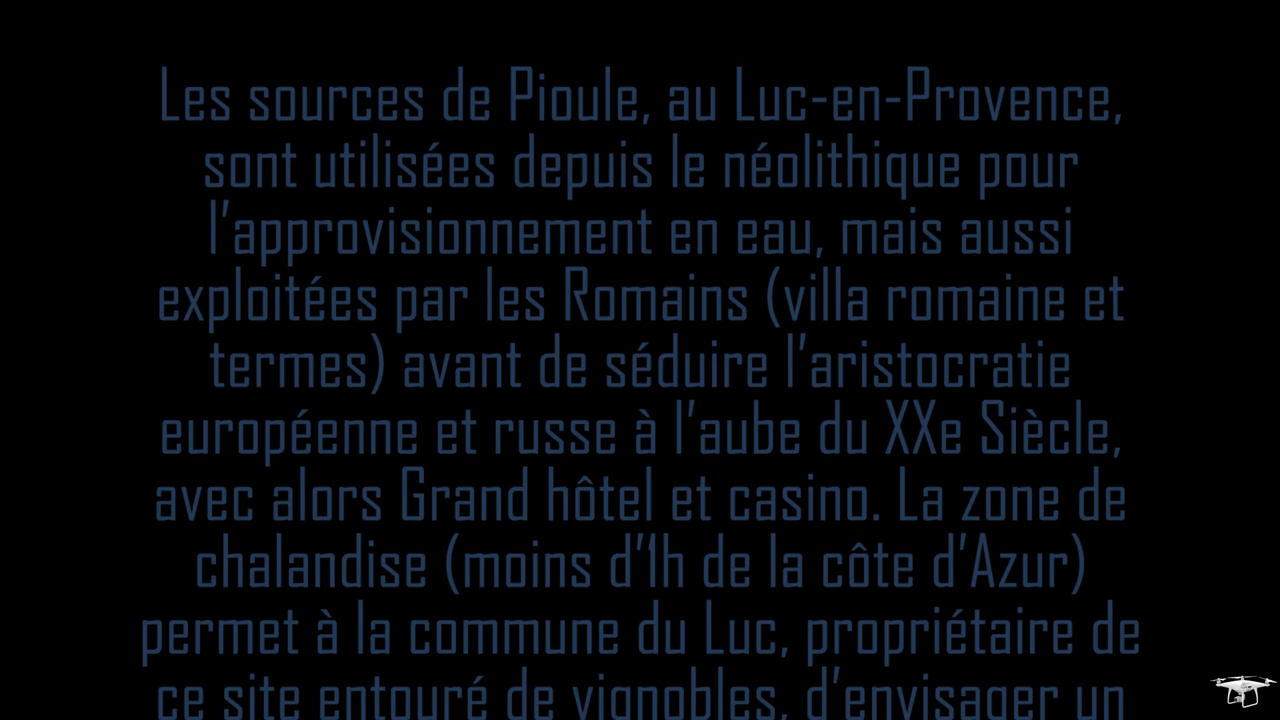 Les sources de Pioule, au Luc-en-Provence,
sont utilisées depuis le néolithique pour
l’approvisionnement en eau, mais aussi
exploitées par les Romains (villa romaine et
termes) avant de séduire l’aristocratie
européenne et russe à l’aube du XXe Siècle,
avec alors Grand hôtel et casino. La zone de
chalandise (moins d’1h de la côte d’Azur)
permet à la commune du Luc, propriétaire de
ce site entouré de vignobles, d’envisager un